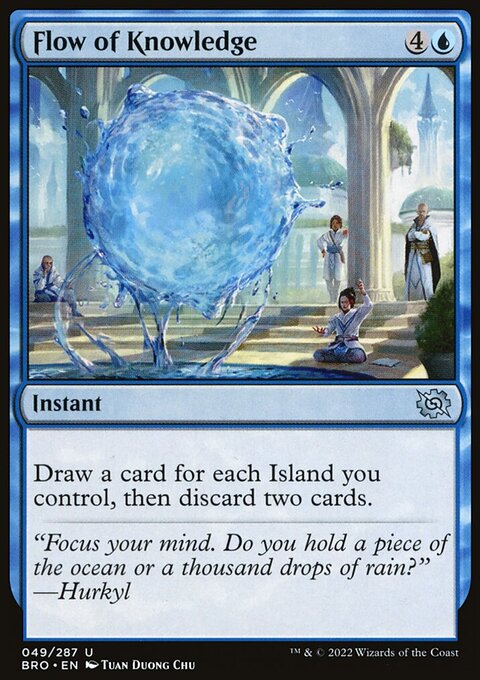 Flow of Knowledge 4
Instant
Draw a card for each Island you
control, then discard two cards.
“Focus your mind. Do you hold a piece of
the ocean or a thousand drops of rain?”
—Hurkyl
049/287 U
BRO • EN Tuan Duong Chu
™ & © 2022 Wizards of the Coast